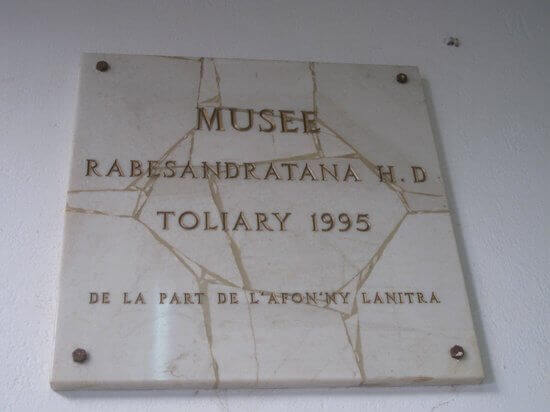 MUSEE
RABESANDRATANA H.D
TOLIARY 1995
DE LA PART DE L'AFON'NY LANITRA